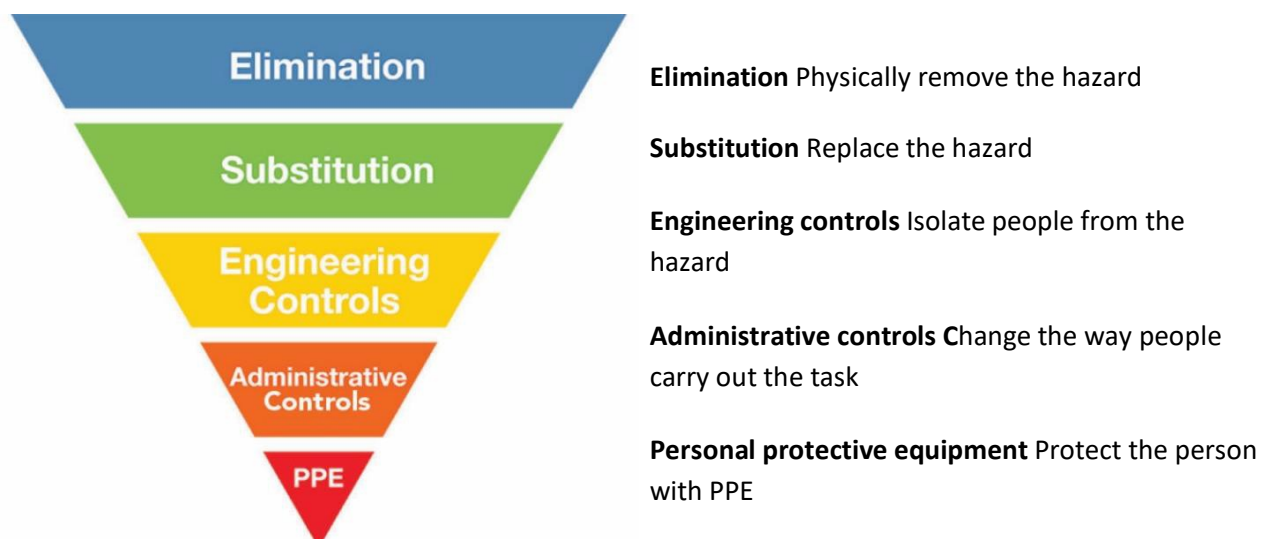 Elimination
Substitution
Engineering
Controls
Administrative
Controls
PPE
Elimination Physically remove the hazard
Substitution Replace the hazard
Engineering controls Isolate people from the
hazard
Administrative controls Change the way people
carry out the task
Personal protective equipment Protect the person
with PPE